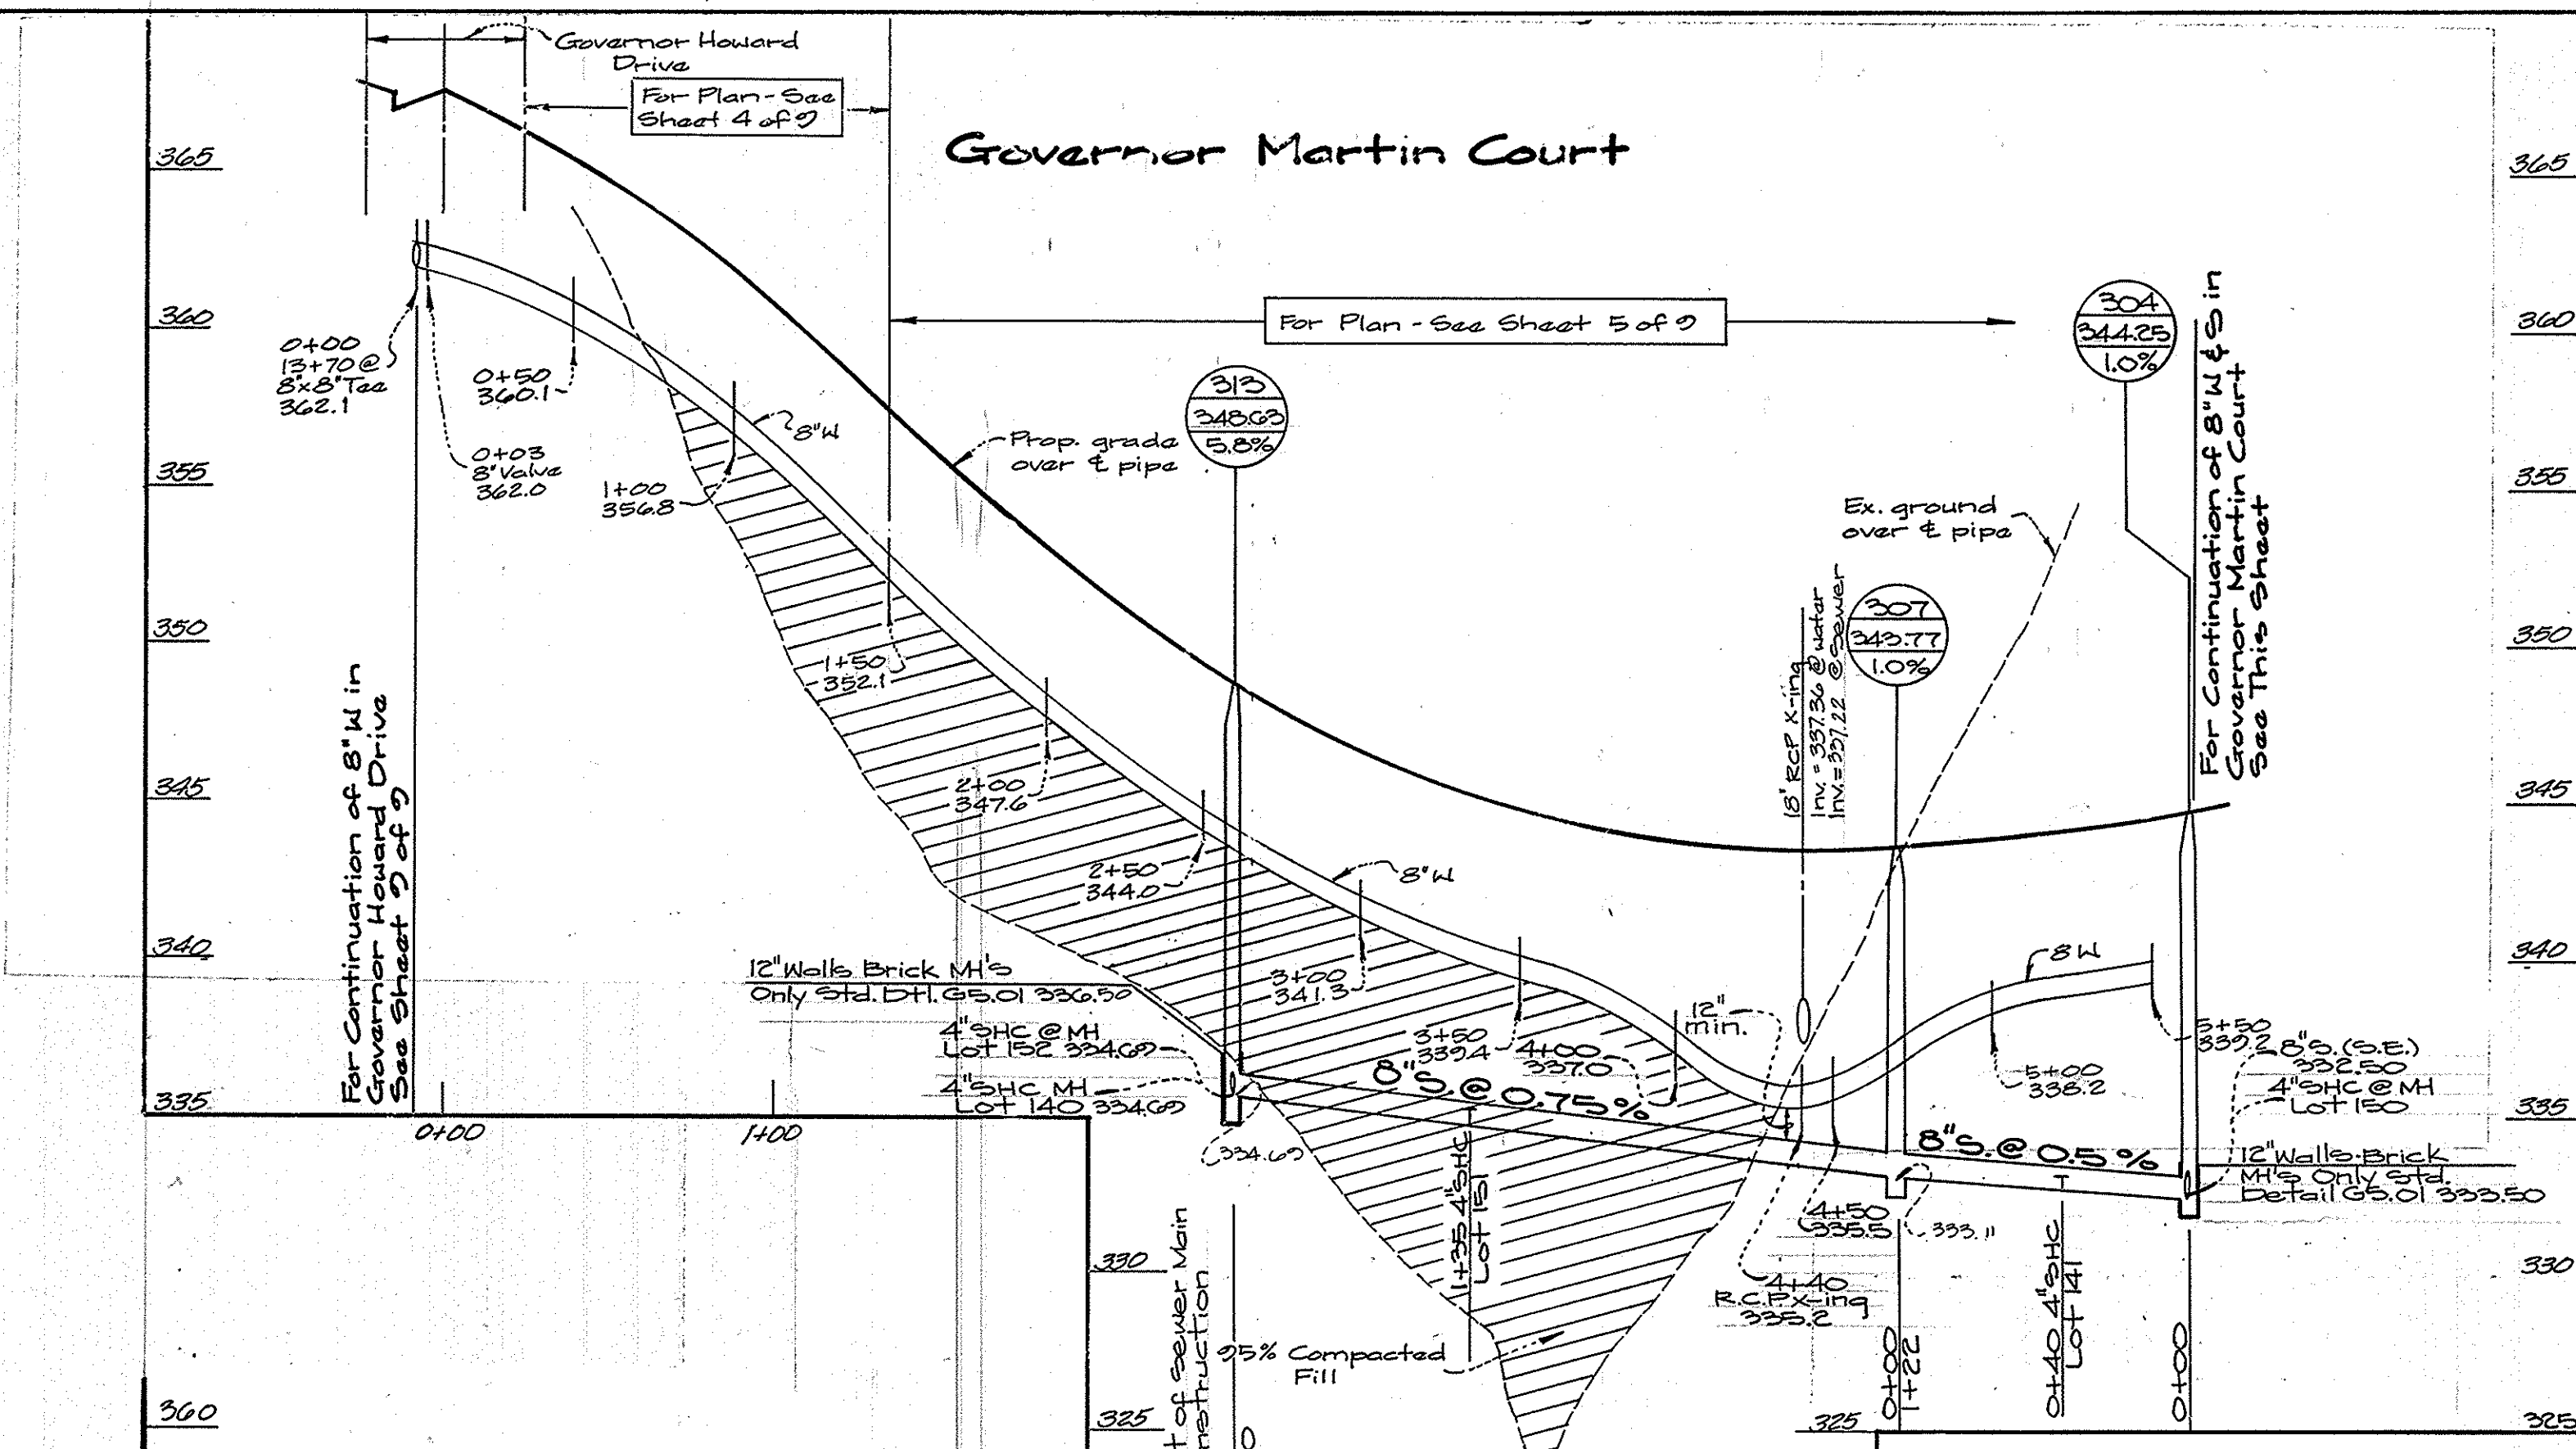 Governor Howard
Drive
For Plan - See
Sheet 4 of 9
Governor Martin Court
365
365
360
360
355
355
350
350
345
345
340
340
335
335
330
330
325
325
325
360
0+00
13+70 @
8"x8" Tee
362.1
0+03
8" Valve
362.0
0+50
360.1
1+00
356.8
8"W
1+50
352.1
2+00
347.6
2+50
344.0
3+00
341.3
3+50
339.4
4+00
337.0
4+50
335.5
5+00
338.2
5+50
339.2
Prop. grade
over ℄ pipe
For Plan - See Sheet 5 of 9
313
348.63
5.8%
304
344.25
1.0%
307
343.77
1.0%
Ex. ground
over ℄ pipe
18" RCP X-ing
Inv. = 337.36 @ water
Inv. = 337.22 @ Sewer
For Continuation of 8"W & S in
Governor Martin Court
See This Sheet
For Continuation of 8"W in
Governor Howard Drive
See Sheet 9 of 9
8"W
8W
12" Walls Brick MH's
Only Std. Dtl. G5.01 336.50
4" SHC @ MH
Lot 152 334.69
4" SHC MH
Lot 140 334.69
334.69
8"S. @ 0.75%
12"
min.
8"S. @ 0.5%
8"S. (S.E.)
332.50
4" SHC @ MH
Lot 150
12" Walls Brick
MH's Only Std.
Detail G5.01 333.50
333.11
4+40
R.C.P. X-ing
335.2
1+35 4" SHC
Lot 151
0+40 4" SHC
Lot 141
0+00
1+22
0+00
0+00
1+00
95% Compacted
Fill
of Sewer Main